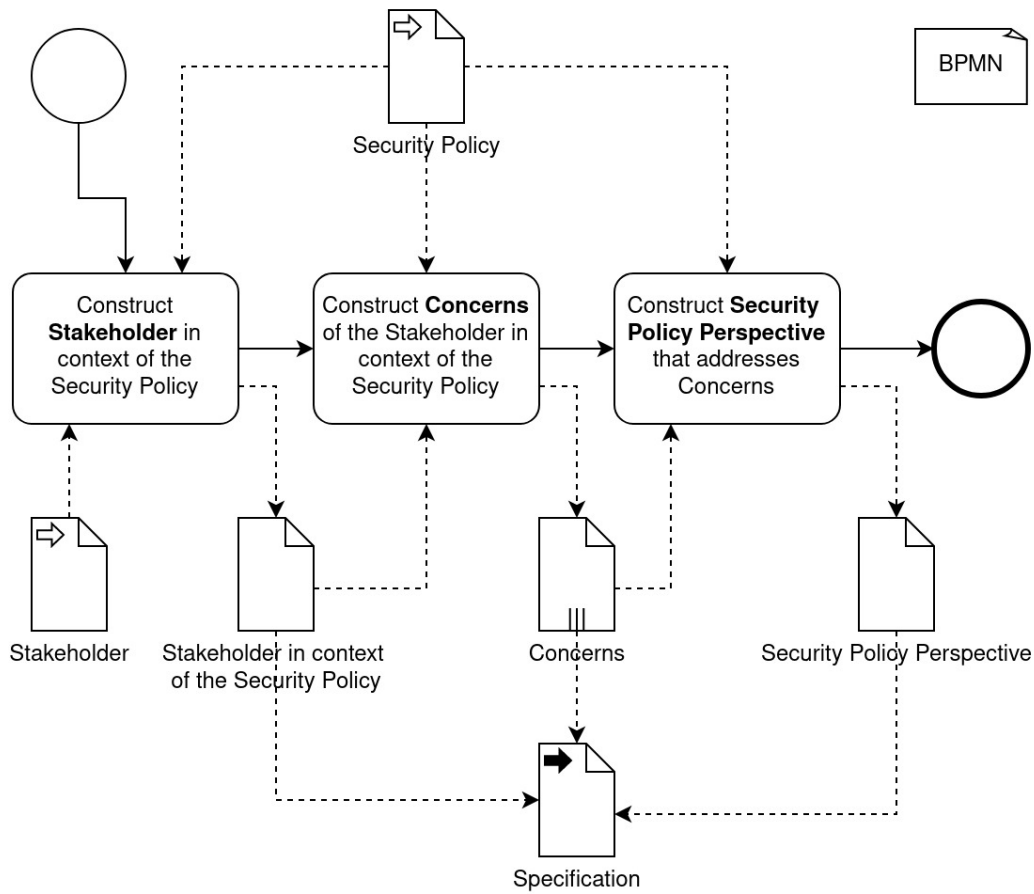 BPMN
Security Policy
Construct
Stakeholder in
context of the
Security Policy
Construct Concerns
of the Stakeholder in
context of the
Security Policy
Construct Security
Policy Perspective
that addresses
Concerns
Stakeholder
Stakeholder in context
of the Security Policy
Concerns
Security Policy Perspective
Specification